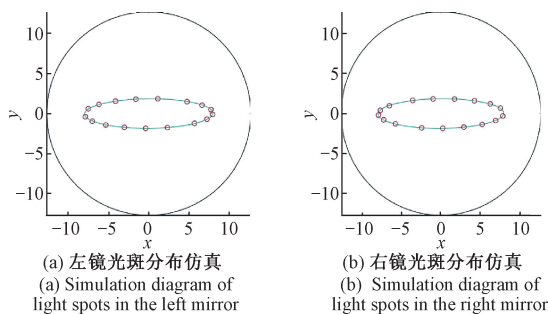 10
5
0
−5
−10
y
−10 −5 0 5 10
x
(a) 左镜光斑分布仿真
(a) Simulation diagram of
light spots in the left mirror
10
5
0
−5
−10
y
−10 −5 0 5 10
x
(b) 右镜光斑分布仿真
(b) Simulation diagram of
light spots in the right mirror